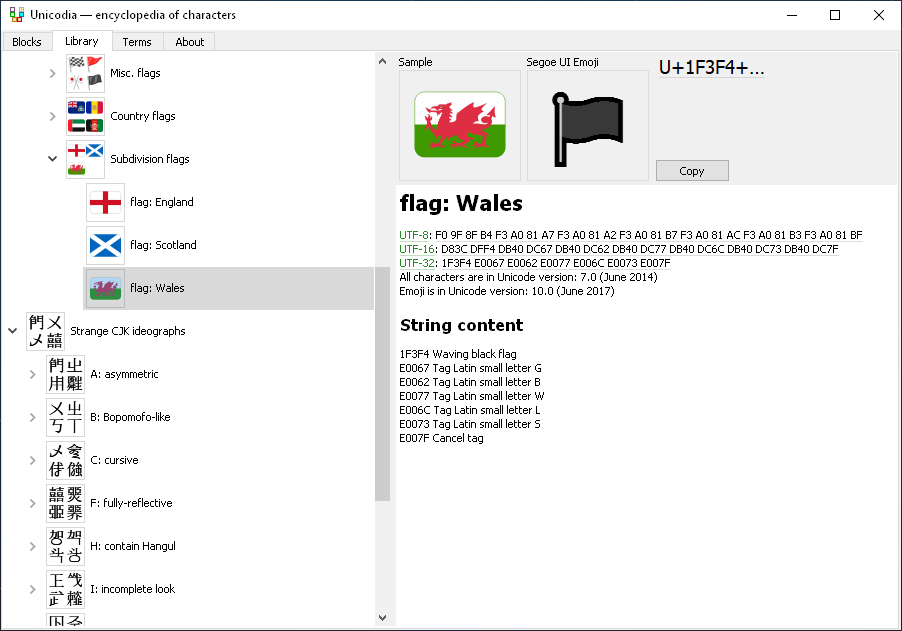 Unicodia — encyclopedia of characters
Blocks
Library
Terms
About
Misc. flags
Country flags
Subdivision flags
flag: England
flag: Scotland
flag: Wales
Strange CJK ideographs
A: asymmetric
B: Bopomofo-like
C: cursive
F: fully-reflective
H: contain Hangul
I: incomplete look
Sample
Segoe UI Emoji
U+1F3F4+...
Copy
flag: Wales
UTF-8: F0 9F 8F B4 F3 A0 81 A7 F3 A0 81 A2 F3 A0 81 B7 F3 A0 81 AC F3 A0 81 B3 F3 A0 81 BF
UTF-16: D83C DFF4 DB40 DC67 DB40 DC62 DB40 DC77 DB40 DC6C DB40 DC73 DB40 DC7F
UTF-32: 1F3F4 E0067 E0062 E0077 E006C E0073 E007F
All characters are in Unicode version: 7.0 (June 2014)
Emoji is in Unicode version: 10.0 (June 2017)
String content
1F3F4 Waving black flag
E0067 Tag Latin small letter G
E0062 Tag Latin small letter B
E0077 Tag Latin small letter W
E006C Tag Latin small letter L
E0073 Tag Latin small letter S
E007F Cancel tag